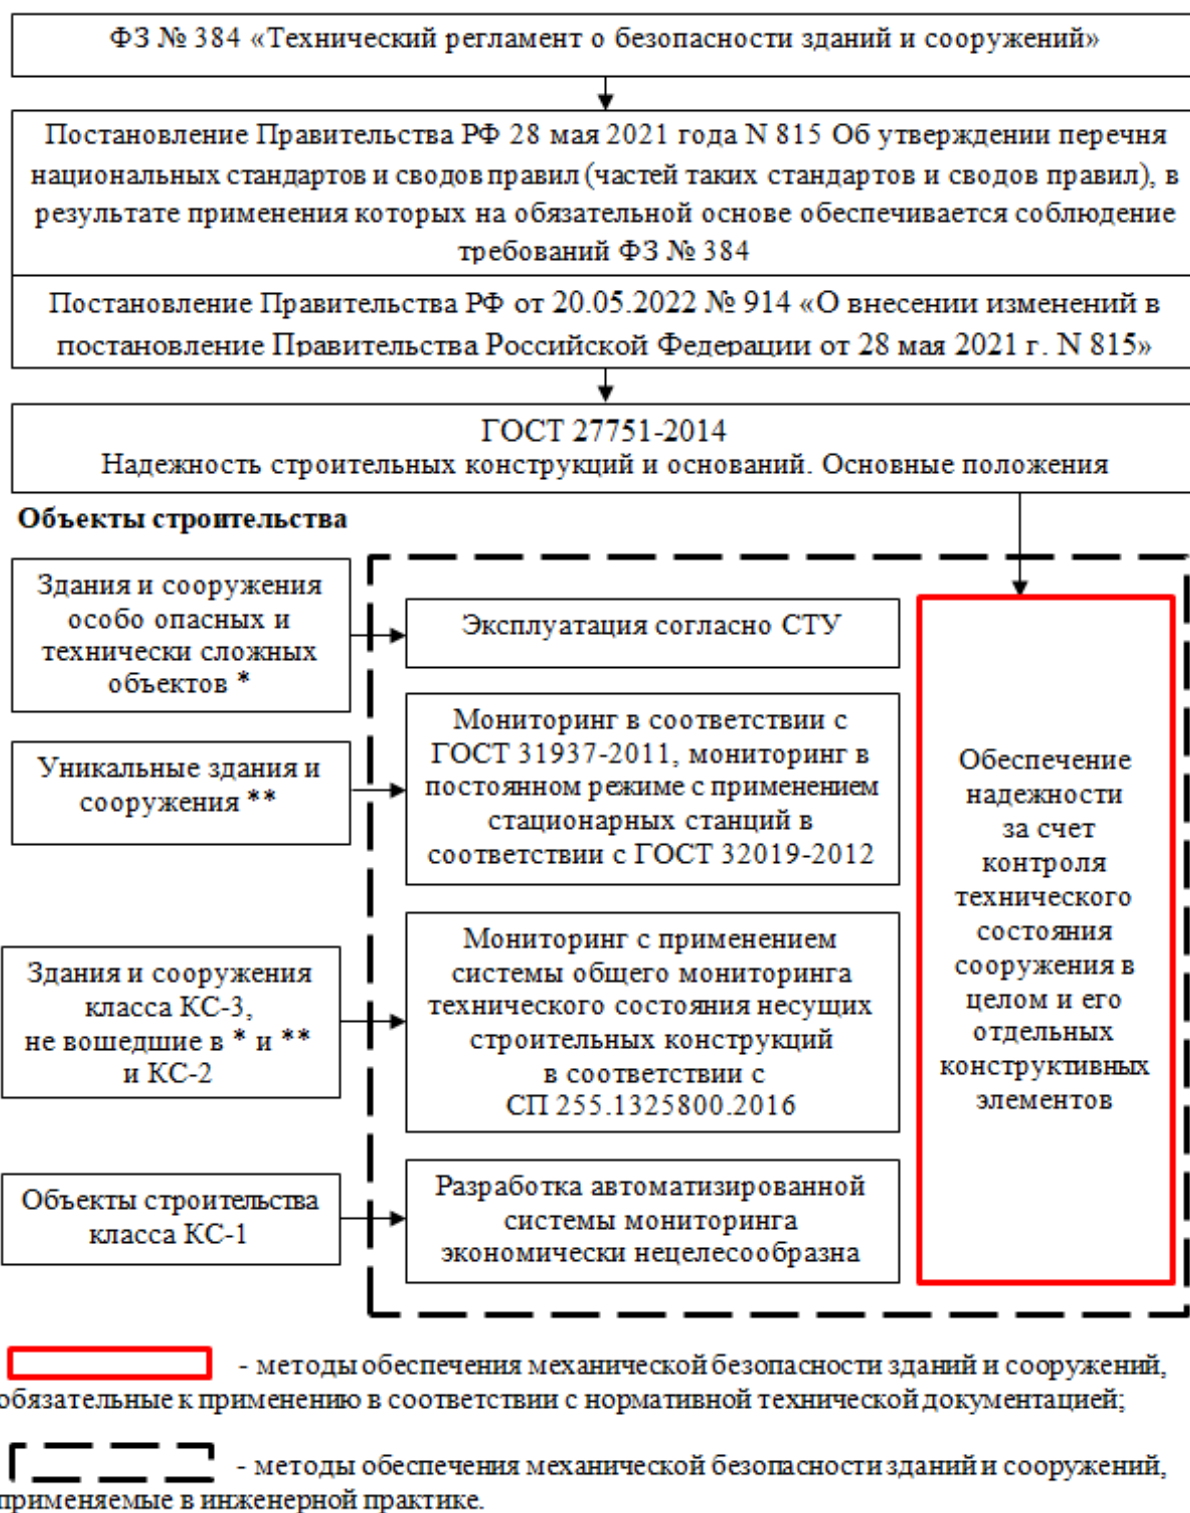 ФЗ № 384 «Технический регламент о безопасности зданий и сооружений»
Постановление Правительства РФ 28 мая 2021 года N 815 Об утверждении перечня
национальных стандартов и сводов правил (частей таких стандартов и сводов правил), в
результате применения которых на обязательной основе обеспечивается соблюдение
требований ФЗ № 384
Постановление Правительства РФ от 20.05.2022 № 914 «О внесении изменений в
постановление Правительства Российской Федерации от 28 мая 2021 г. N 815»
ГОСТ 27751-2014
Надежность строительных конструкций и оснований. Основные положения
Объекты строительства
Здания и сооружения
особо опасных и
технически сложных
объектов *
Эксплуатация согласно СТУ
Уникальные здания и
сооружения **
Мониторинг в соответствии с
ГОСТ 31937-2011, мониторинг в
постоянном режиме с применением
стационарных станций в
соответствии с ГОСТ 32019-2012
Здания и сооружения
класса КС-3,
не вошедшие в * и **
и КС-2
Мониторинг с применением
системы общего мониторинга
технического состояния несущих
строительных конструкций
в соответствии с
СП 255.1325800.2016
Объекты строительства
класса КС-1
Разработка автоматизированной
системы мониторинга
экономически нецелесообразна
Обеспечение
надежности
за счет
контроля
технического
состояния
сооружения в
целом и его
отдельных
конструктивных
элементов
- методы обеспечения механической безопасности зданий и сооружений,
обязательные к применению в соответствии с нормативной технической документацией;
- методы обеспечения механической безопасности зданий и сооружений,
применяемые в инженерной практике.